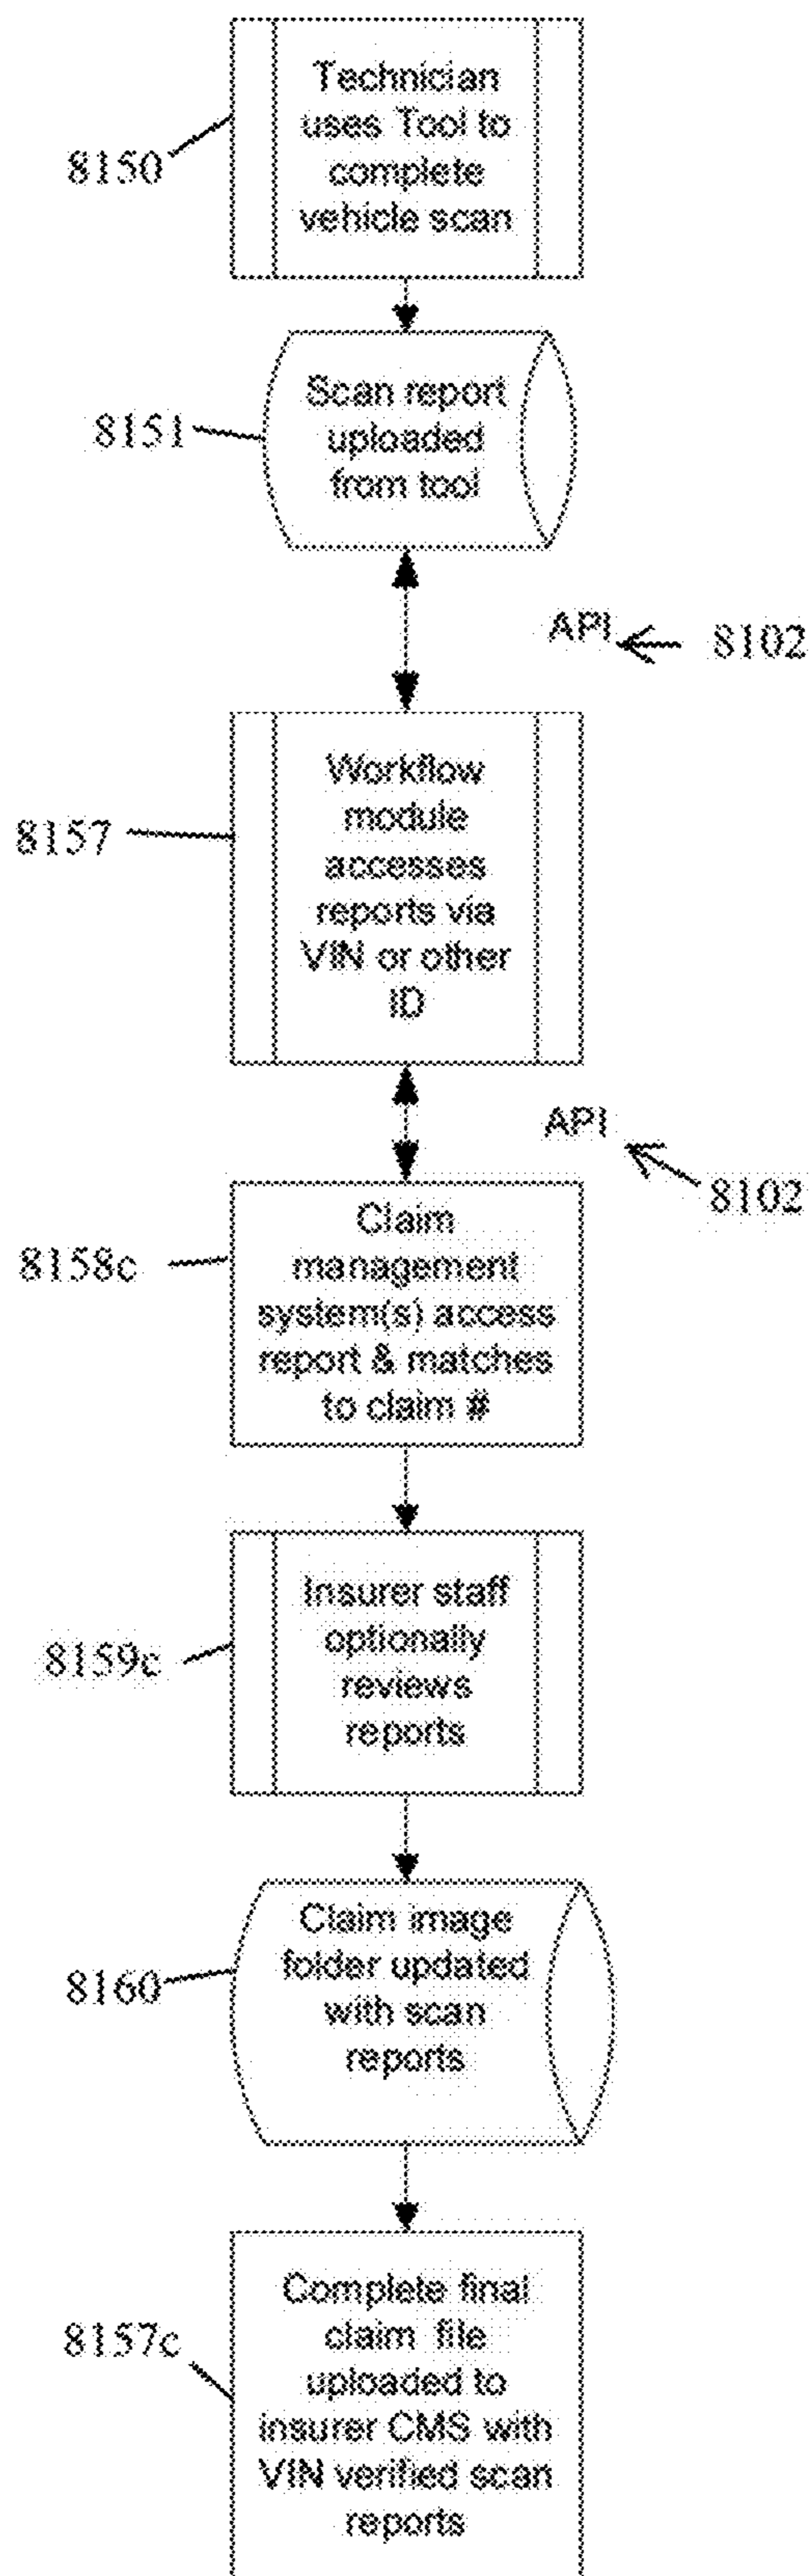 Technician
uses Tool to
complete
vehicle scan
8150
Scan report
uploaded
from tool
8151
API
8102
Workflow
module
accesses
reports via
VIN or other
ID
8157
API
8102
Claim
management
system(s) access
report & matches
to claim #
8158c
Insurer staff
optionally
reviews
reports
8159c
Claim image
folder updated
with scan
reports
8160
Complete final
claim file
uploaded to
insurer CMS with
VIN verified scan
reports
8157c